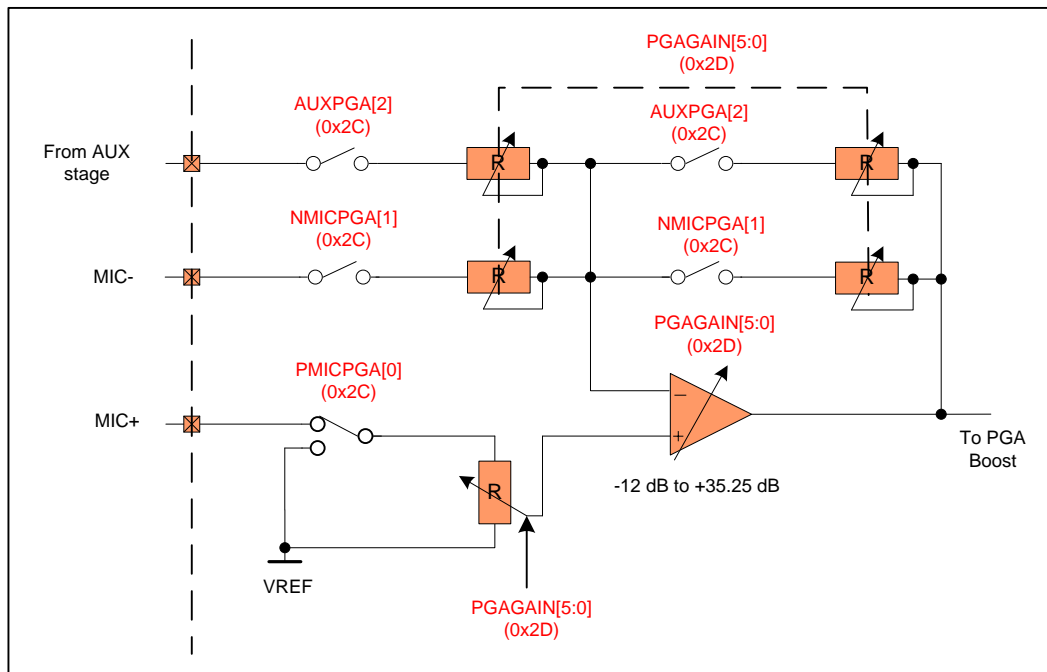 PGAGAIN[5:0]
(0x2D)
AUXPGA[2]
(0x2C)
AUXPGA[2]
(0x2C)
From AUX
stage
R
R
NMICPGA[1]
(0x2C)
NMICPGA[1]
(0x2C)
MIC-
R
R
PGAGAIN[5:0]
(0x2D)
PMICPGA[0]
(0x2C)
MIC+
−
+
To PGA
Boost
R
-12 dB to +35.25 dB
VREF
PGAGAIN[5:0]
(0x2D)